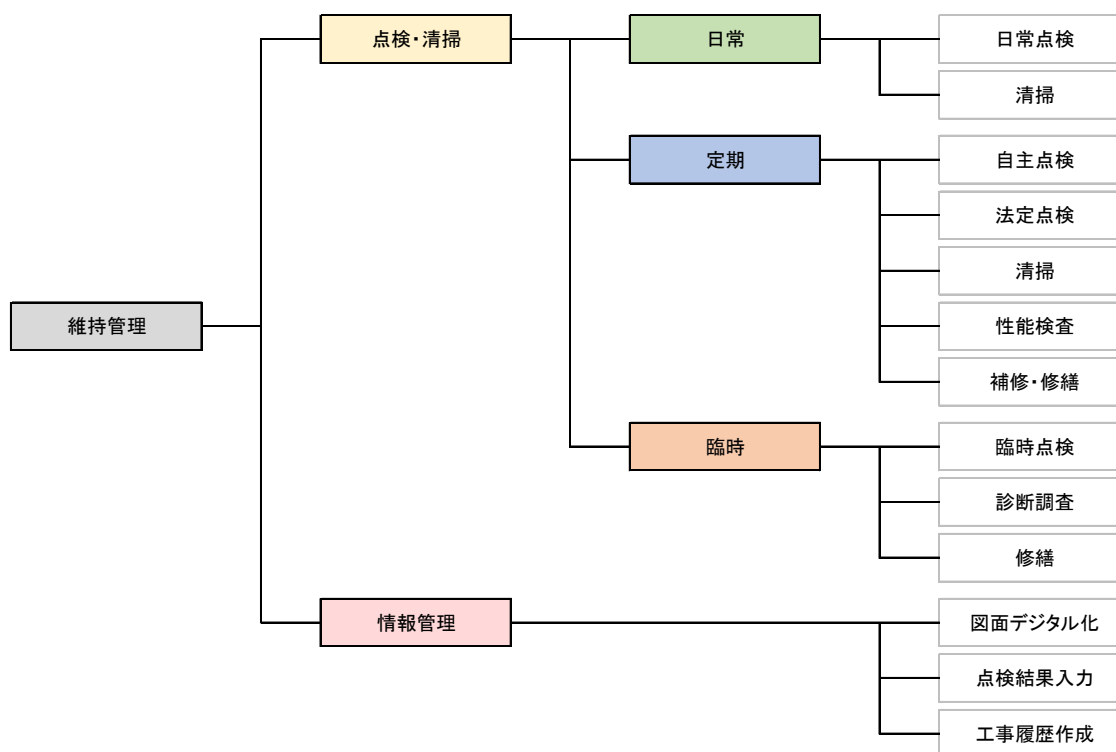 点検・清掃
日常
日常点検
清掃
定期
自主点検
法定点検
清掃
性能検査
補修・修繕
維持管理
臨時
臨時点検
診断調査
修繕
情報管理
図面デジタル化
点検結果入力
工事履歴作成